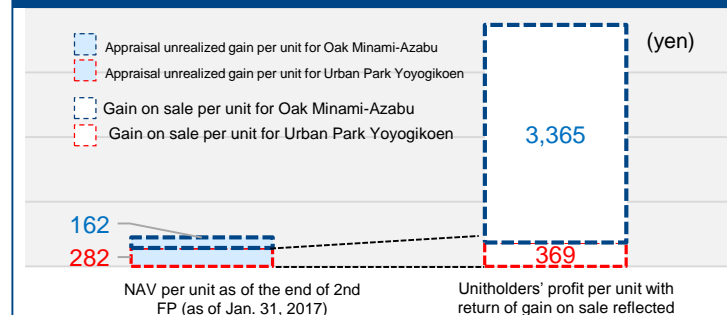 (yen)
Appraisal unrealized gain per unit for Oak Minami-Azabu
Appraisal unrealized gain per unit for Urban Park Yoyogikoen
Gain on sale per unit for Oak Minami-Azabu
Gain on sale per unit for Urban Park Yoyogikoen
3,365
162
282
369
NAV per unit as of the end of 2nd
FP (as of Jan. 31, 2017)
Unitholders' profit per unit with
return of gain on sale reflected